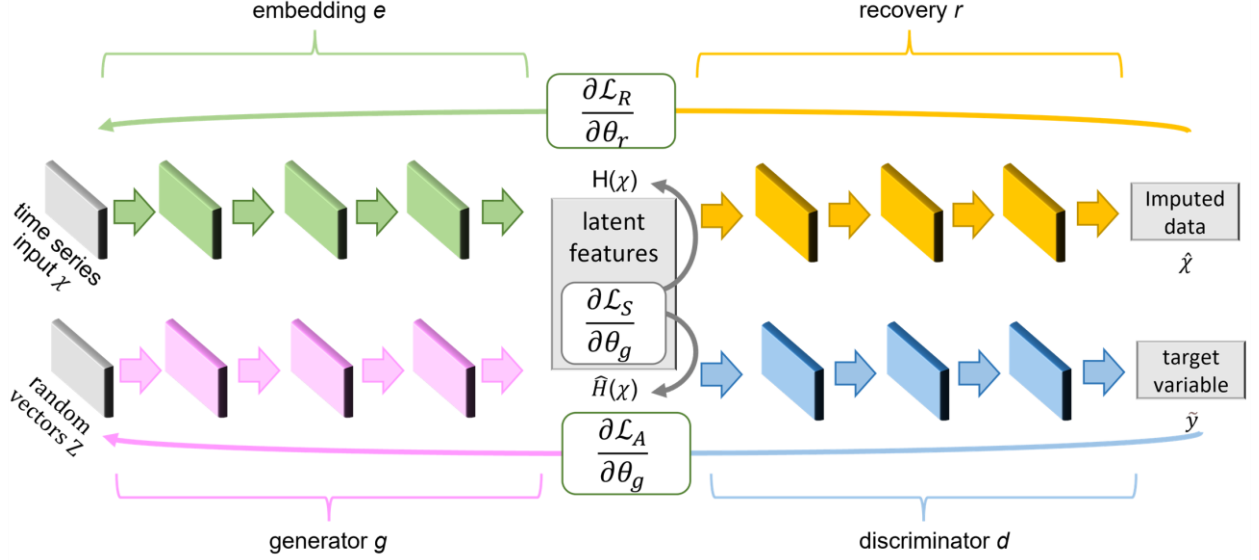 embedding e
recovery r
∂ℒ_R
∂θ_r
H(χ)
time series
input χ
latent
features
Imputed
data
χ̂
∂ℒ_S
∂θ_g
random
vectors Z
Ĥ(χ)
target
variable
ỹ
∂ℒ_A
∂θ_g
generator g
discriminator d